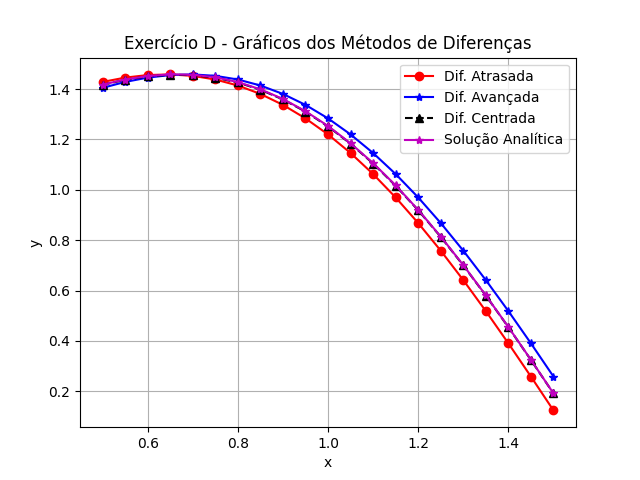 Exercício D - Gráficos dos Métodos de Diferenças
Dif. Atrasada
Dif. Avançada
Dif. Centrada
Solução Analítica
y
1.4
1.2
1.0
0.8
0.6
0.4
0.2
0.6 0.8 1.0 1.2 1.4
x